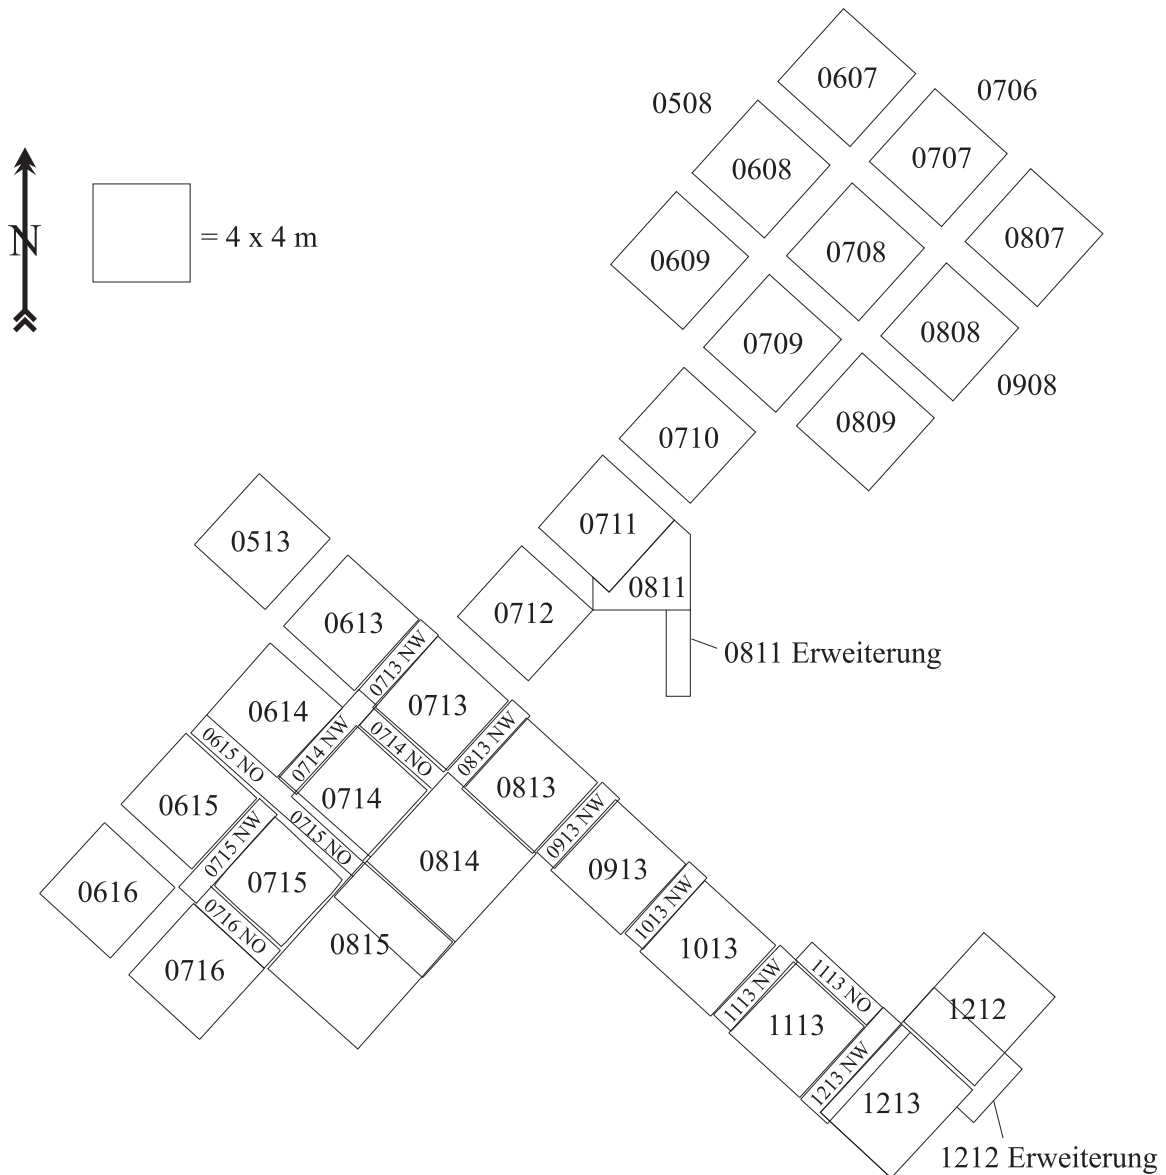 0607
0706
0508
0707
0608
0807
N
= 4 x 4 m
0708
0609
0808
0709
0908
0809
0710
0711
0513
0811
0712
0613
0811 Erweiterung
0713 NW
0713
0614
0714 NW
0714 NO
0813 NW
0615 NO
0813
0714
0615
0715 NO
0913 NW
0715 NW
0814
0913
0715
0616
1013 NW
0716 NO
0815
1013
0716
1113 NW
1113 NO
1212
1113
1213 NW
1213
1212 Erweiterung